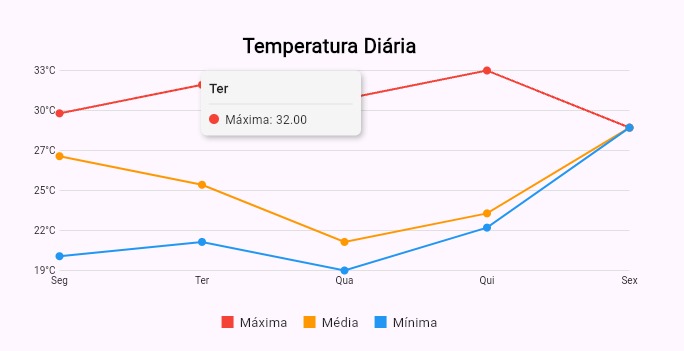 Temperatura Diária
33°C
30°C
27°C
25°C
22°C
19°C
Ter
Máxima: 32.00
Seg Ter Qua Qui Sex
Máxima Média Mínima